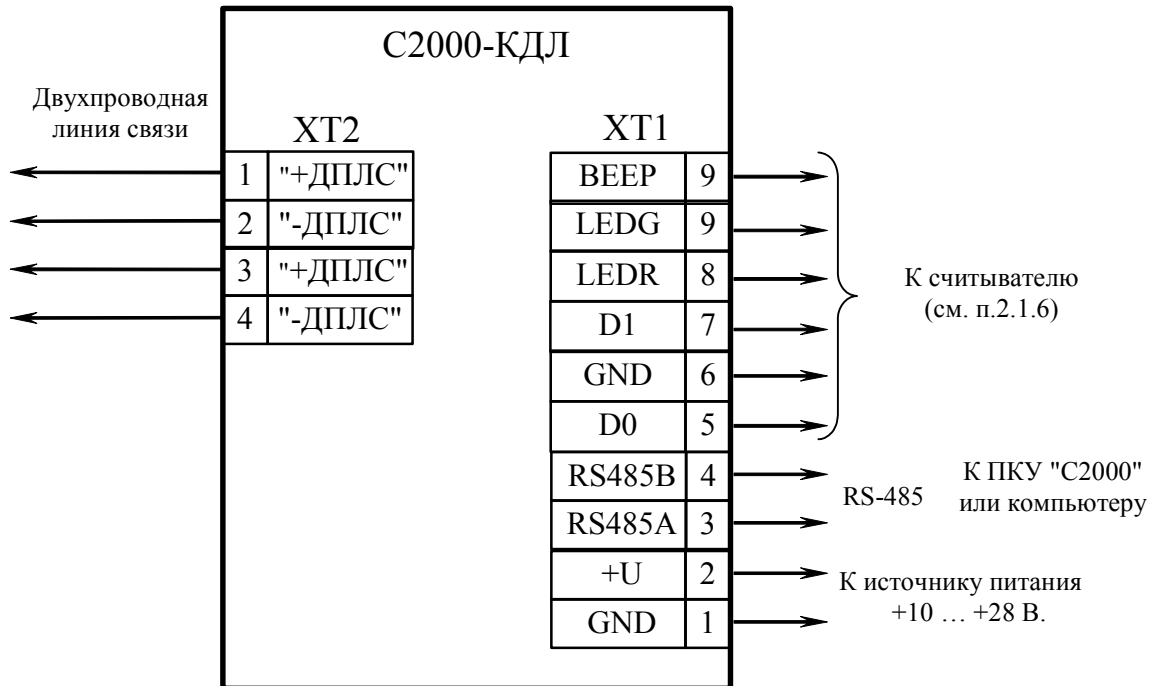 С2000-КДЛ
Двухпроводная
линия связи
XT2
1 "+ДПЛС"
2 "-ДПЛС"
3 "+ДПЛС"
4 "-ДПЛС"
XT1
BEEP 9
LEDG 9
LEDR 8
D1 7
GND 6
D0 5
RS485B 4
RS485A 3
+U 2
GND 1
К считывателю
(см. п.2.1.6)
RS-485
К ПКУ "С2000"
или компьютеру
К источнику питания
+10 … +28 В.